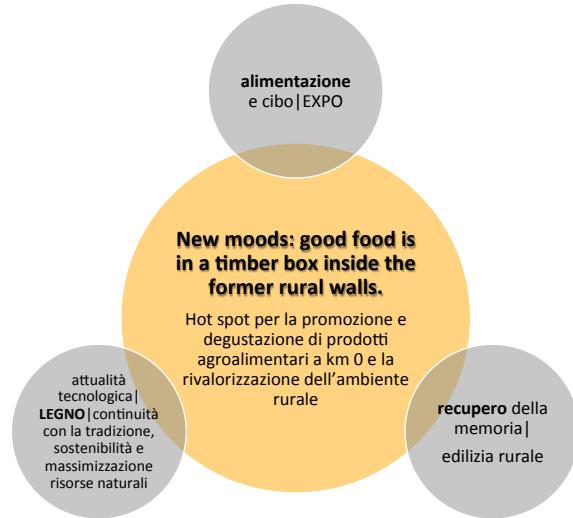 alimentazione
e cibo|EXPO
New moods: good food is
in a timber box inside the
former rural walls.
Hot spot per la promozione e
degustazione di prodotti
agroalimentari a km 0 e la
rivalorizzazione dell’ambiente
rurale
attualità
tecnologica|
LEGNO|continuità
con la tradizione,
sostenibilità e
massimizzazione
risorse naturali
recupero della
memoria|
edilizia rurale